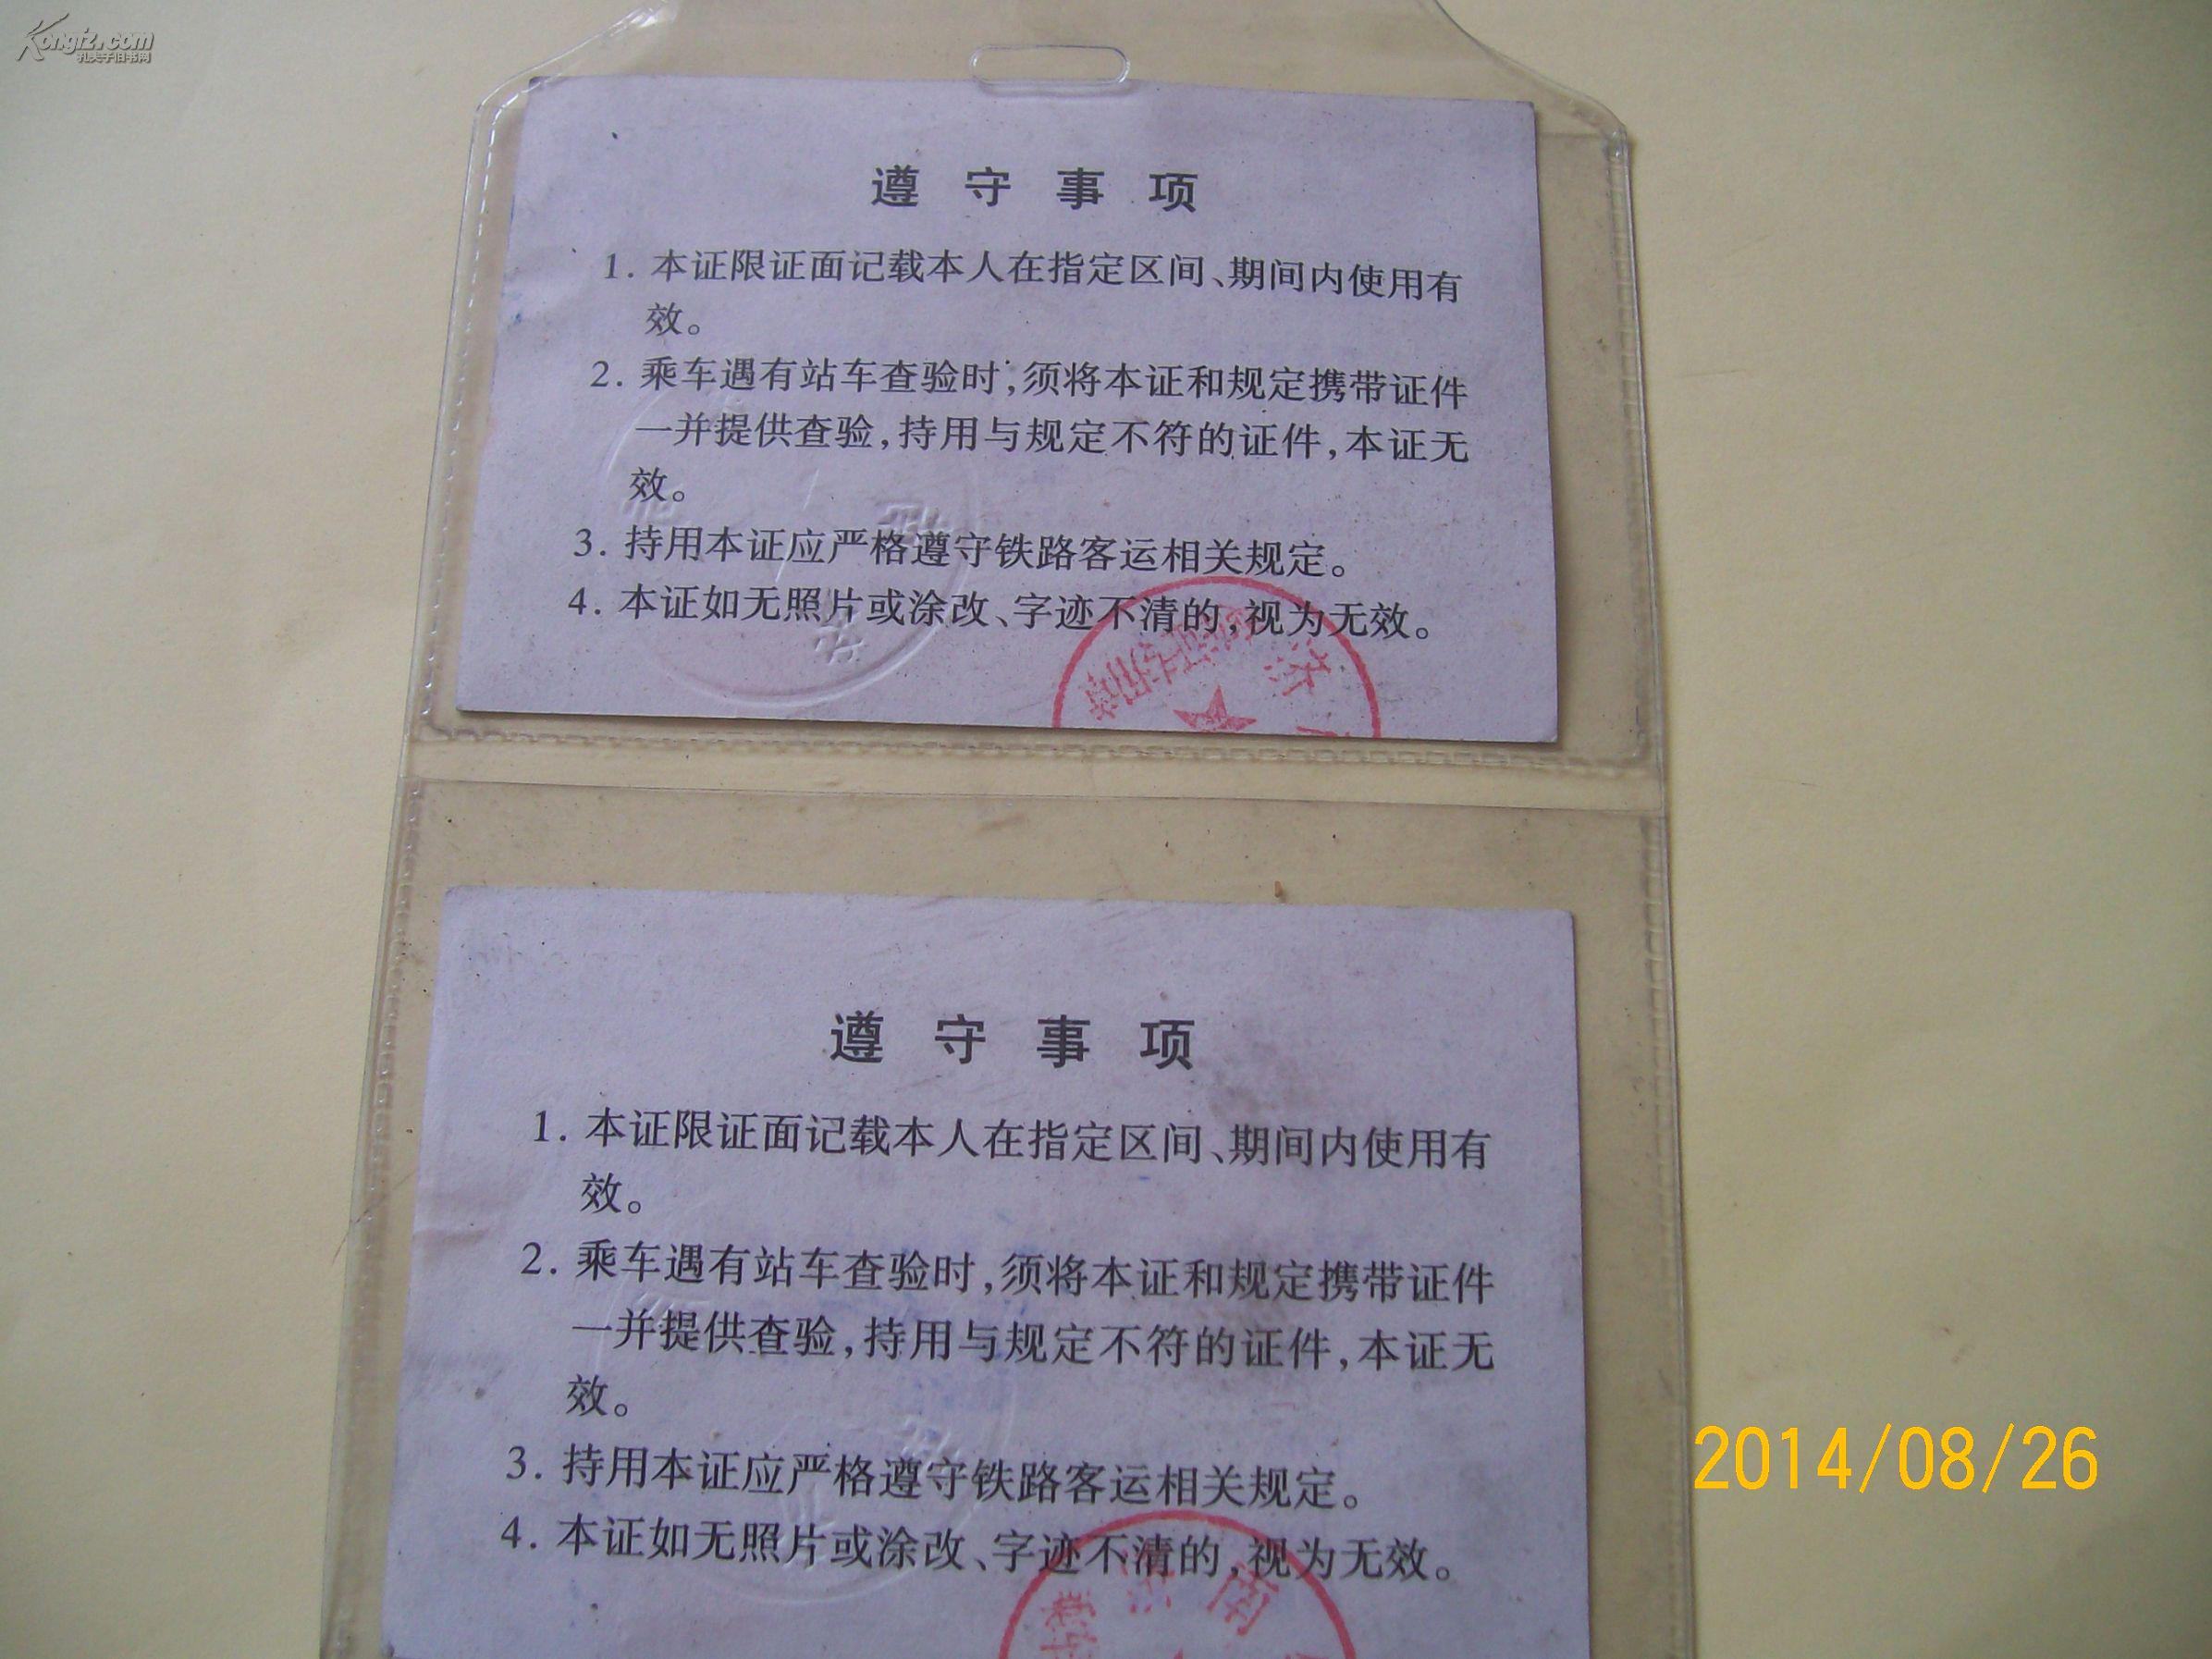 Kongfz.com
孔夫子旧书网
遵守事项
1. 本证限证面记载本人在指定区间、期间内使用有
效。
2. 乘车遇有站车查验时,须将本证和规定携带证件
一并提供查验,持用与规定不符的证件,本证无
效。
3. 持用本证应严格遵守铁路客运相关规定。
4. 本证如无照片或涂改、字迹不清的,视为无效。
济
遵守事项
1. 本证限证面记载本人在指定区间、期间内使用有
效。
2. 乘车遇有站车查验时,须将本证和规定携带证件
一并提供查验,持用与规定不符的证件,本证无
效。
3. 持用本证应严格遵守铁路客运相关规定。
4. 本证如无照片或涂改、字迹不清的,视为无效。
济南
2014/08/26